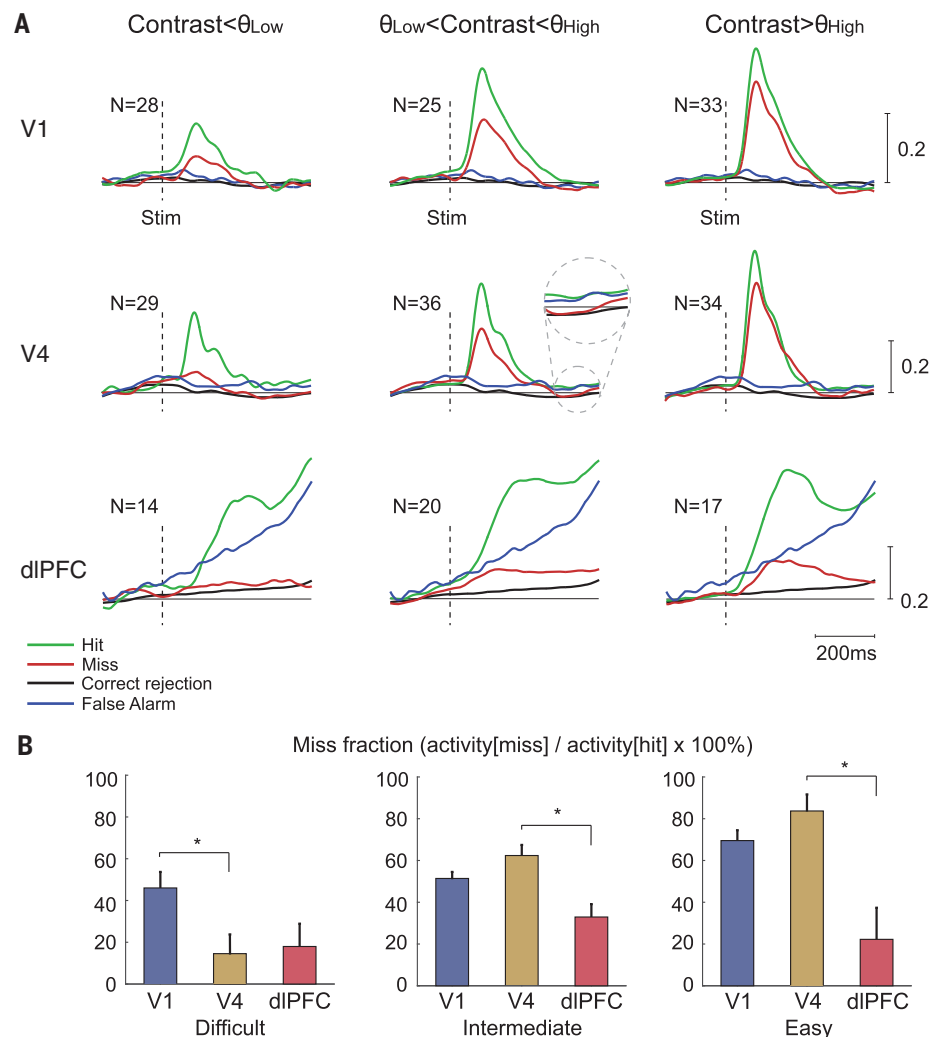 A
Contrast<θLow
θLow<Contrast<θHigh
Contrast>θHigh
V1
N=28
N=25
N=33
0.2
Stim
Stim
Stim
V4
N=29
N=36
N=34
0.2
dlPFC
N=14
N=20
N=17
0.2
200ms
Hit
Miss
Correct rejection
False Alarm
B
Miss fraction (activity[miss] / activity[hit] x 100%)
100
80
60
40
20
0
*
V1 V4 dlPFC
Difficult
100
80
60
40
20
0
*
V1 V4 dlPFC
Intermediate
100
80
60
40
20
0
*
V1 V4 dlPFC
Easy